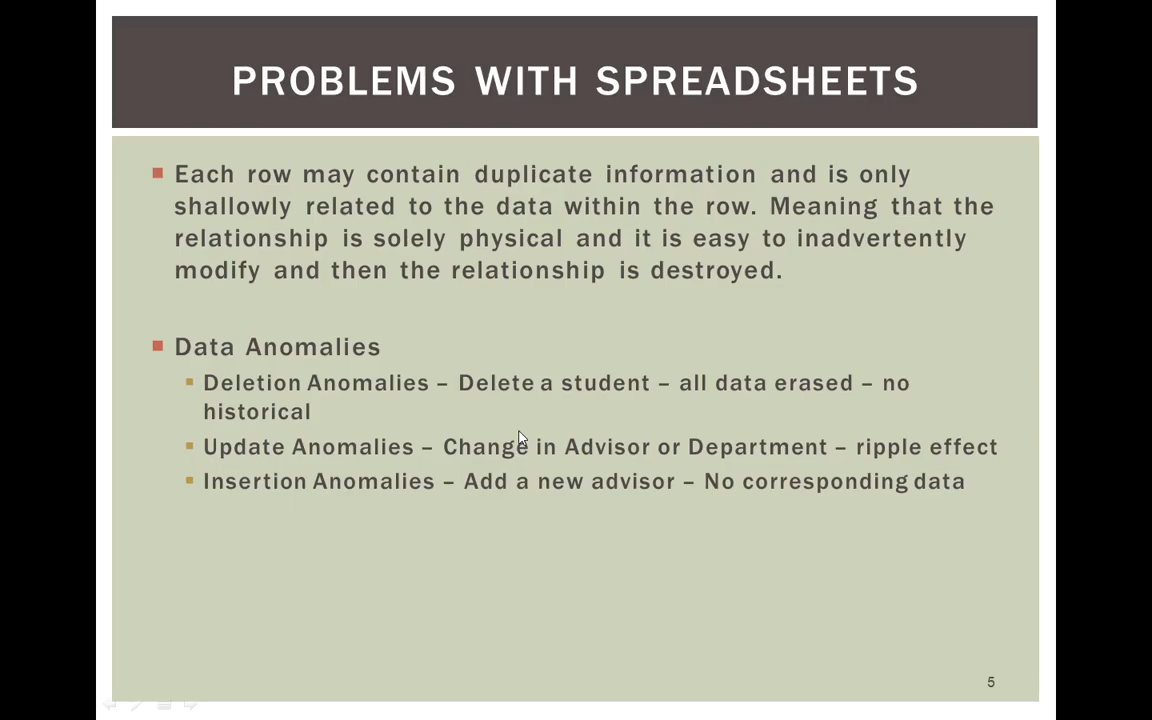 PROBLEMS WITH SPREADSHEETS
Each row may contain duplicate information and is only
shallowly related to the data within the row. Meaning that the
relationship is solely physical and it is easy to inadvertently
modify and then the relationship is destroyed.
Data Anomalies
Deletion Anomalies – Delete a student – all data erased – no
historical
Update Anomalies – Change in Advisor or Department – ripple effect
Insertion Anomalies – Add a new advisor – No corresponding data
5